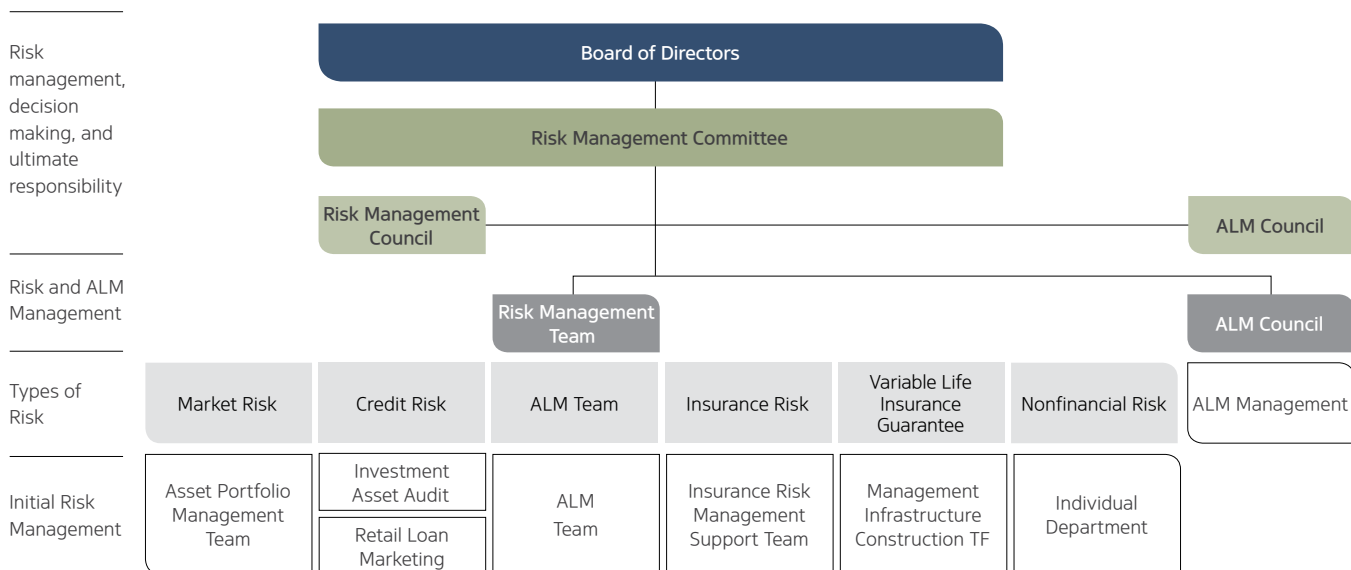 Risk
management,
decision
making, and
ultimate
responsibility
Board of Directors
Risk Management Committee
Risk Management
Council
ALM Council
Risk and ALM
Management
Risk Management
Team
ALM Council
Types of
Risk
Market Risk
Credit Risk
ALM Team
Insurance Risk
Variable Life
Insurance
Guarantee
Nonfinancial Risk
ALM Management
Initial Risk
Management
Asset Portfolio
Management
Team
Investment
Asset Audit
Retail Loan
Marketing
ALM
Team
Insurance Risk
Management
Support Team
Management
Infrastructure
Construction TF
Individual
Department